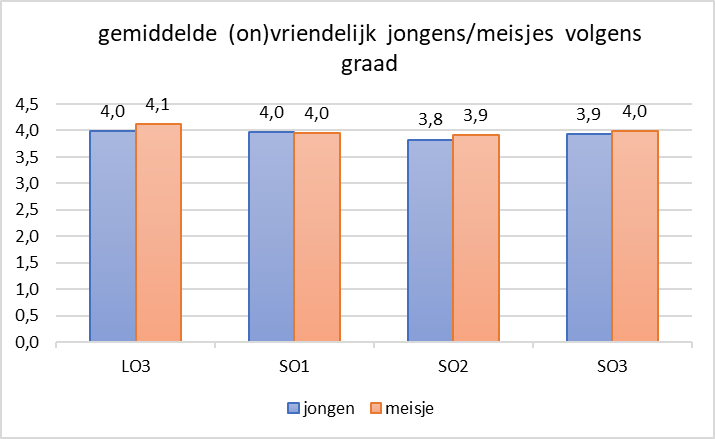 gemiddelde (on)vriendelijk jongens/meisjes volgens
graad
4,5
4,0
3,5
3,0
2,5
2,0
1,5
1,0
0,5
0,0
4,0 4,1 4,0 4,0 3,8 3,9 3,9 4,0
LO3 SO1 SO2 SO3
jongen meisje